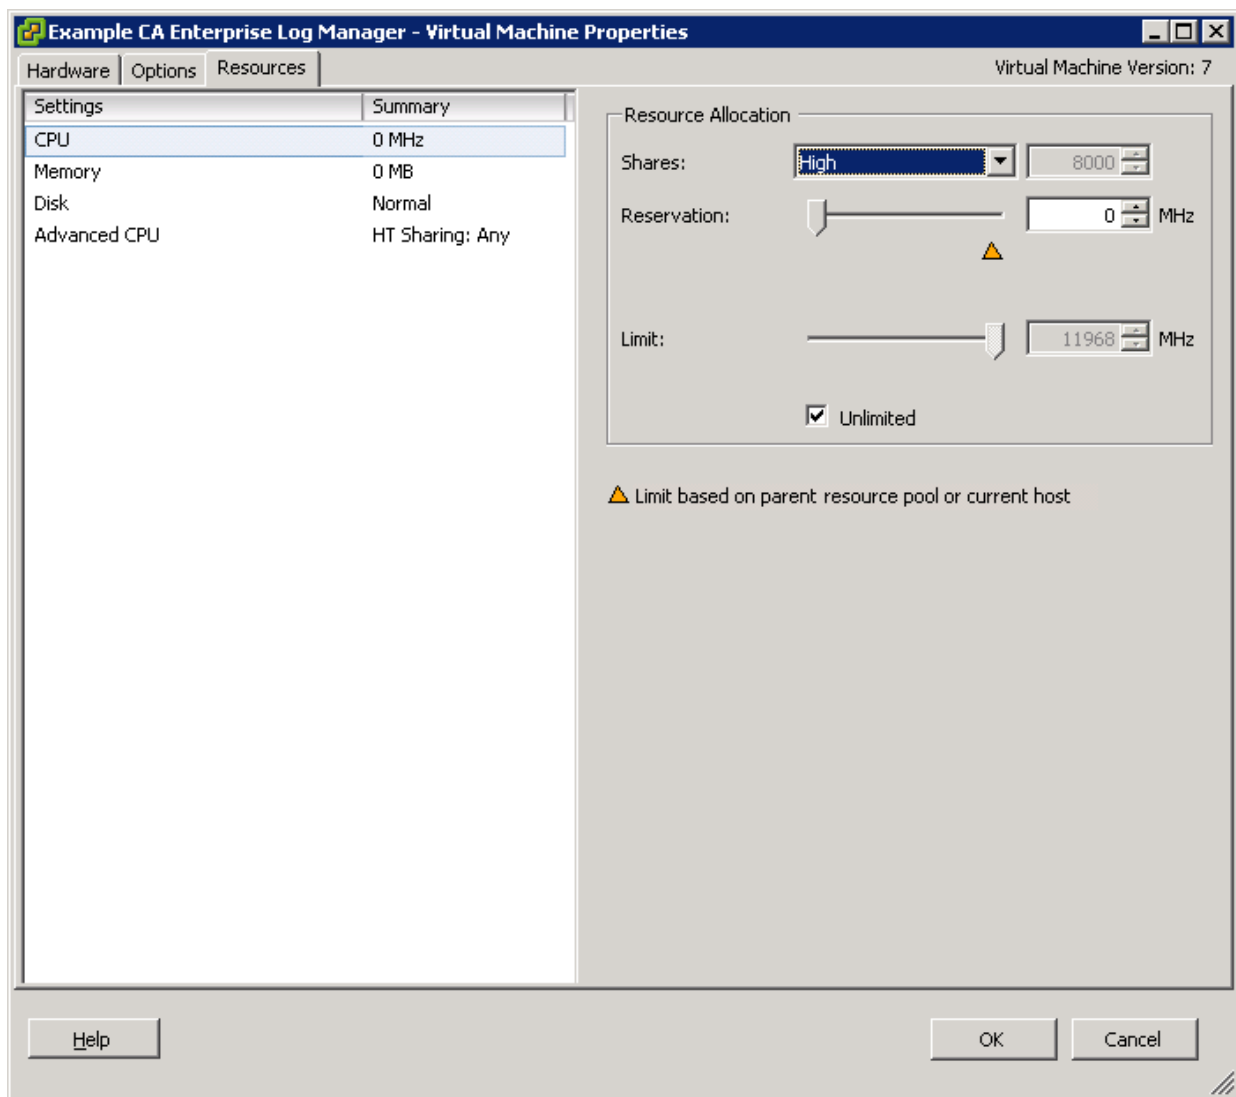 Example CA Enterprise Log Manager - Virtual Machine Properties
Hardware Options Resources Virtual Machine Version: 7
Settings Summary
CPU 0 MHz
Memory 0 MB
Disk Normal
Advanced CPU HT Sharing: Any
Resource Allocation
Shares: High 8000
Reservation: 0 MHz
Limit: 11968 MHz
Unlimited
Limit based on parent resource pool or current host
Help OK Cancel